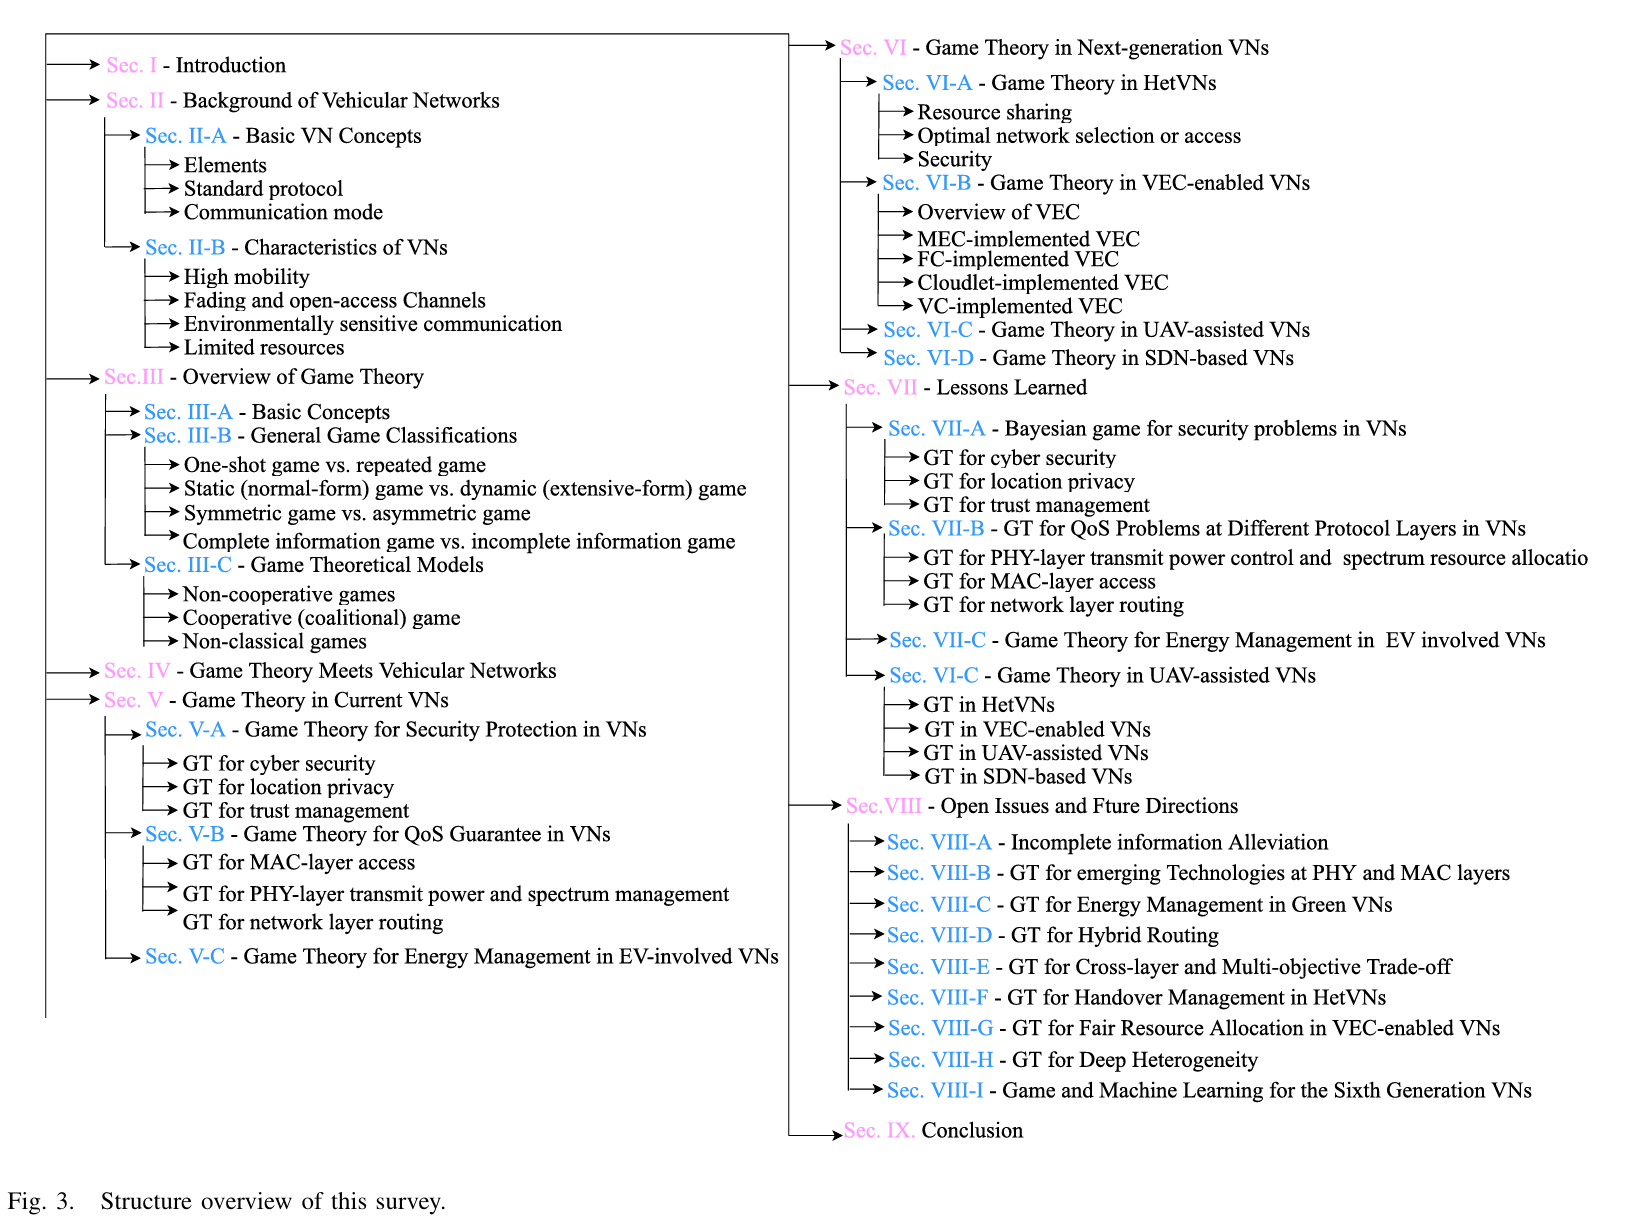 Sec. I - Introduction
Sec. II - Background of Vehicular Networks
Sec. II-A - Basic VN Concepts
Elements
Standard protocol
Communication mode
Sec. II-B - Characteristics of VNs
High mobility
Fading and open-access Channels
Environmentally sensitive communication
Limited resources
Sec.III - Overview of Game Theory
Sec. III-A - Basic Concepts
Sec. III-B - General Game Classifications
One-shot game vs. repeated game
Static (normal-form) game vs. dynamic (extensive-form) game
Symmetric game vs. asymmetric game
Complete information game vs. incomplete information game
Sec. III-C - Game Theoretical Models
Non-cooperative games
Cooperative (coalitional) game
Non-classical games
Sec. IV - Game Theory Meets Vehicular Networks
Sec. V - Game Theory in Current VNs
Sec. V-A - Game Theory for Security Protection in VNs
GT for cyber security
GT for location privacy
GT for trust management
Sec. V-B - Game Theory for QoS Guarantee in VNs
GT for MAC-layer access
GT for PHY-layer transmit power and spectrum management
GT for network layer routing
Sec. V-C - Game Theory for Energy Management in EV-involved VNs
Sec. VI - Game Theory in Next-generation VNs
Sec. VI-A - Game Theory in HetVNs
Resource sharing
Optimal network selection or access
Security
Sec. VI-B - Game Theory in VEC-enabled VNs
Overview of VEC
MEC-implemented VEC
FC-implemented VEC
Cloudlet-implemented VEC
VC-implemented VEC
Sec. VI-C - Game Theory in UAV-assisted VNs
Sec. VI-D - Game Theory in SDN-based VNs
Sec. VII - Lessons Learned
Sec. VII-A - Bayesian game for security problems in VNs
GT for cyber security
GT for location privacy
GT for trust management
Sec. VII-B - GT for QoS Problems at Different Protocol Layers in VNs
GT for PHY-layer transmit power control and spectrum resource allocatio
GT for MAC-layer access
GT for network layer routing
Sec. VII-C - Game Theory for Energy Management in EV involved VNs
Sec. VI-C - Game Theory in UAV-assisted VNs
GT in HetVNs
GT in VEC-enabled VNs
GT in UAV-assisted VNs
GT in SDN-based VNs
Sec.VIII - Open Issues and Fture Directions
Sec. VIII-A - Incomplete information Alleviation
Sec. VIII-B - GT for emerging Technologies at PHY and MAC layers
Sec. VIII-C - GT for Energy Management in Green VNs
Sec. VIII-D - GT for Hybrid Routing
Sec. VIII-E - GT for Cross-layer and Multi-objective Trade-off
Sec. VIII-F - GT for Handover Management in HetVNs
Sec. VIII-G - GT for Fair Resource Allocation in VEC-enabled VNs
Sec. VIII-H - GT for Deep Heterogeneity
Sec. VIII-I - Game and Machine Learning for the Sixth Generation VNs
Sec. IX. Conclusion
Fig. 3. Structure overview of this survey.